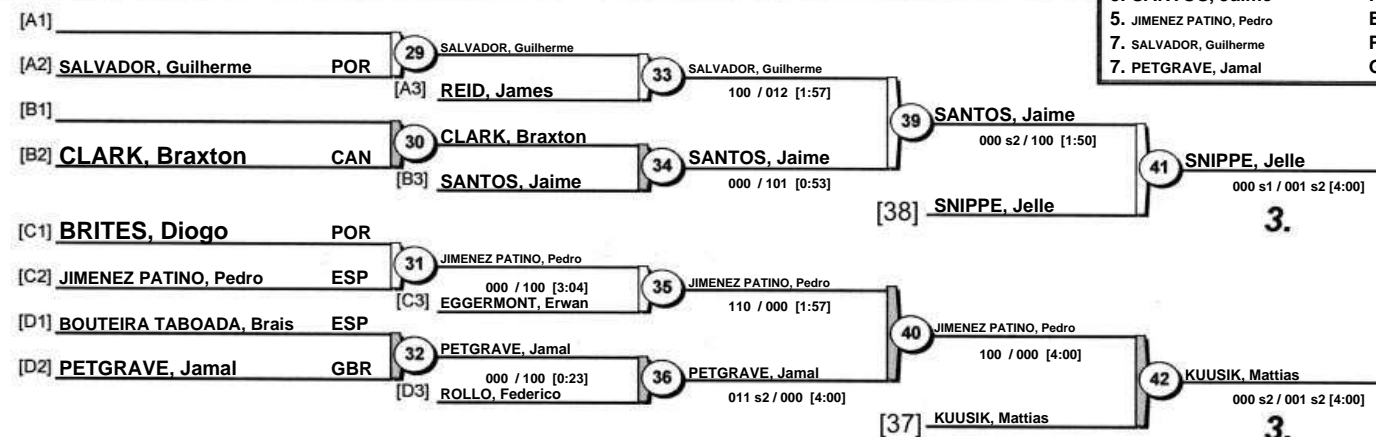 5. JIMENEZ PATINO, Pedro
7. SALVADOR, Guilherme
7. PETGRAVE, Jamal
[A1]
[A2] SALVADOR, Guilherme POR
29
SALVADOR, Guilherme
[A3] REID, James
33
SALVADOR, Guilherme
100 / 012 [1:57]
[B1]
[B2] CLARK, Braxton CAN
30
CLARK, Braxton
[B3] SANTOS, Jaime
34
SANTOS, Jaime
000 / 101 [0:53]
39
SANTOS, Jaime
000 s2 / 100 [1:50]
[38] SNIPPE, Jelle
41
SNIPPE, Jelle
000 s1 / 001 s2 [4:00]
3.
[C1] BRITES, Diogo POR
[C2] JIMENEZ PATINO, Pedro ESP
31
JIMENEZ PATINO, Pedro
000 / 100 [3:04]
[C3] EGGERMONT, Erwan
35
JIMENEZ PATINO, Pedro
110 / 000 [1:57]
[D1] BOUTEIRA TABOADA, Brais ESP
[D2] PETGRAVE, Jamal GBR
32
PETGRAVE, Jamal
000 / 100 [0:23]
[D3] ROLLO, Federico
36
PETGRAVE, Jamal
011 s2 / 000 [4:00]
40
JIMENEZ PATINO, Pedro
100 / 000 [4:00]
[37] KUUSIK, Mattias
42
KUUSIK, Mattias
000 s2 / 001 s2 [4:00]
3.